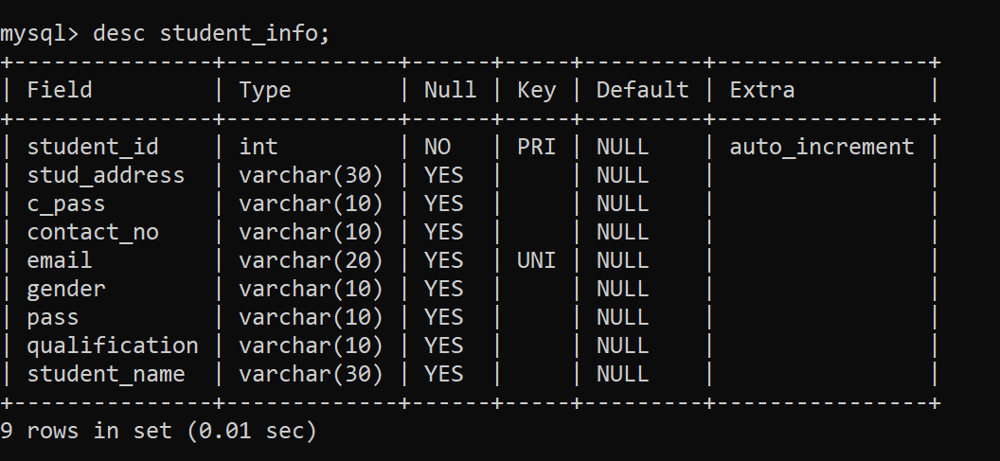 mysql> desc student_info;
+---------------+-------------+------+-----+---------+----------------+
| Field         | Type        | Null | Key | Default | Extra          |
+---------------+-------------+------+-----+---------+----------------+
| student_id    | int         | NO   | PRI | NULL    | auto_increment |
| stud_address  | varchar(30) | YES  |     | NULL    |                |
| c_pass        | varchar(10) | YES  |     | NULL    |                |
| contact_no    | varchar(10) | YES  |     | NULL    |                |
| email         | varchar(20) | YES  | UNI | NULL    |                |
| gender        | varchar(10) | YES  |     | NULL    |                |
| pass          | varchar(10) | YES  |     | NULL    |                |
| qualification | varchar(10) | YES  |     | NULL    |                |
| student_name  | varchar(30) | YES  |     | NULL    |                |
+---------------+-------------+------+-----+---------+----------------+
9 rows in set (0.01 sec)